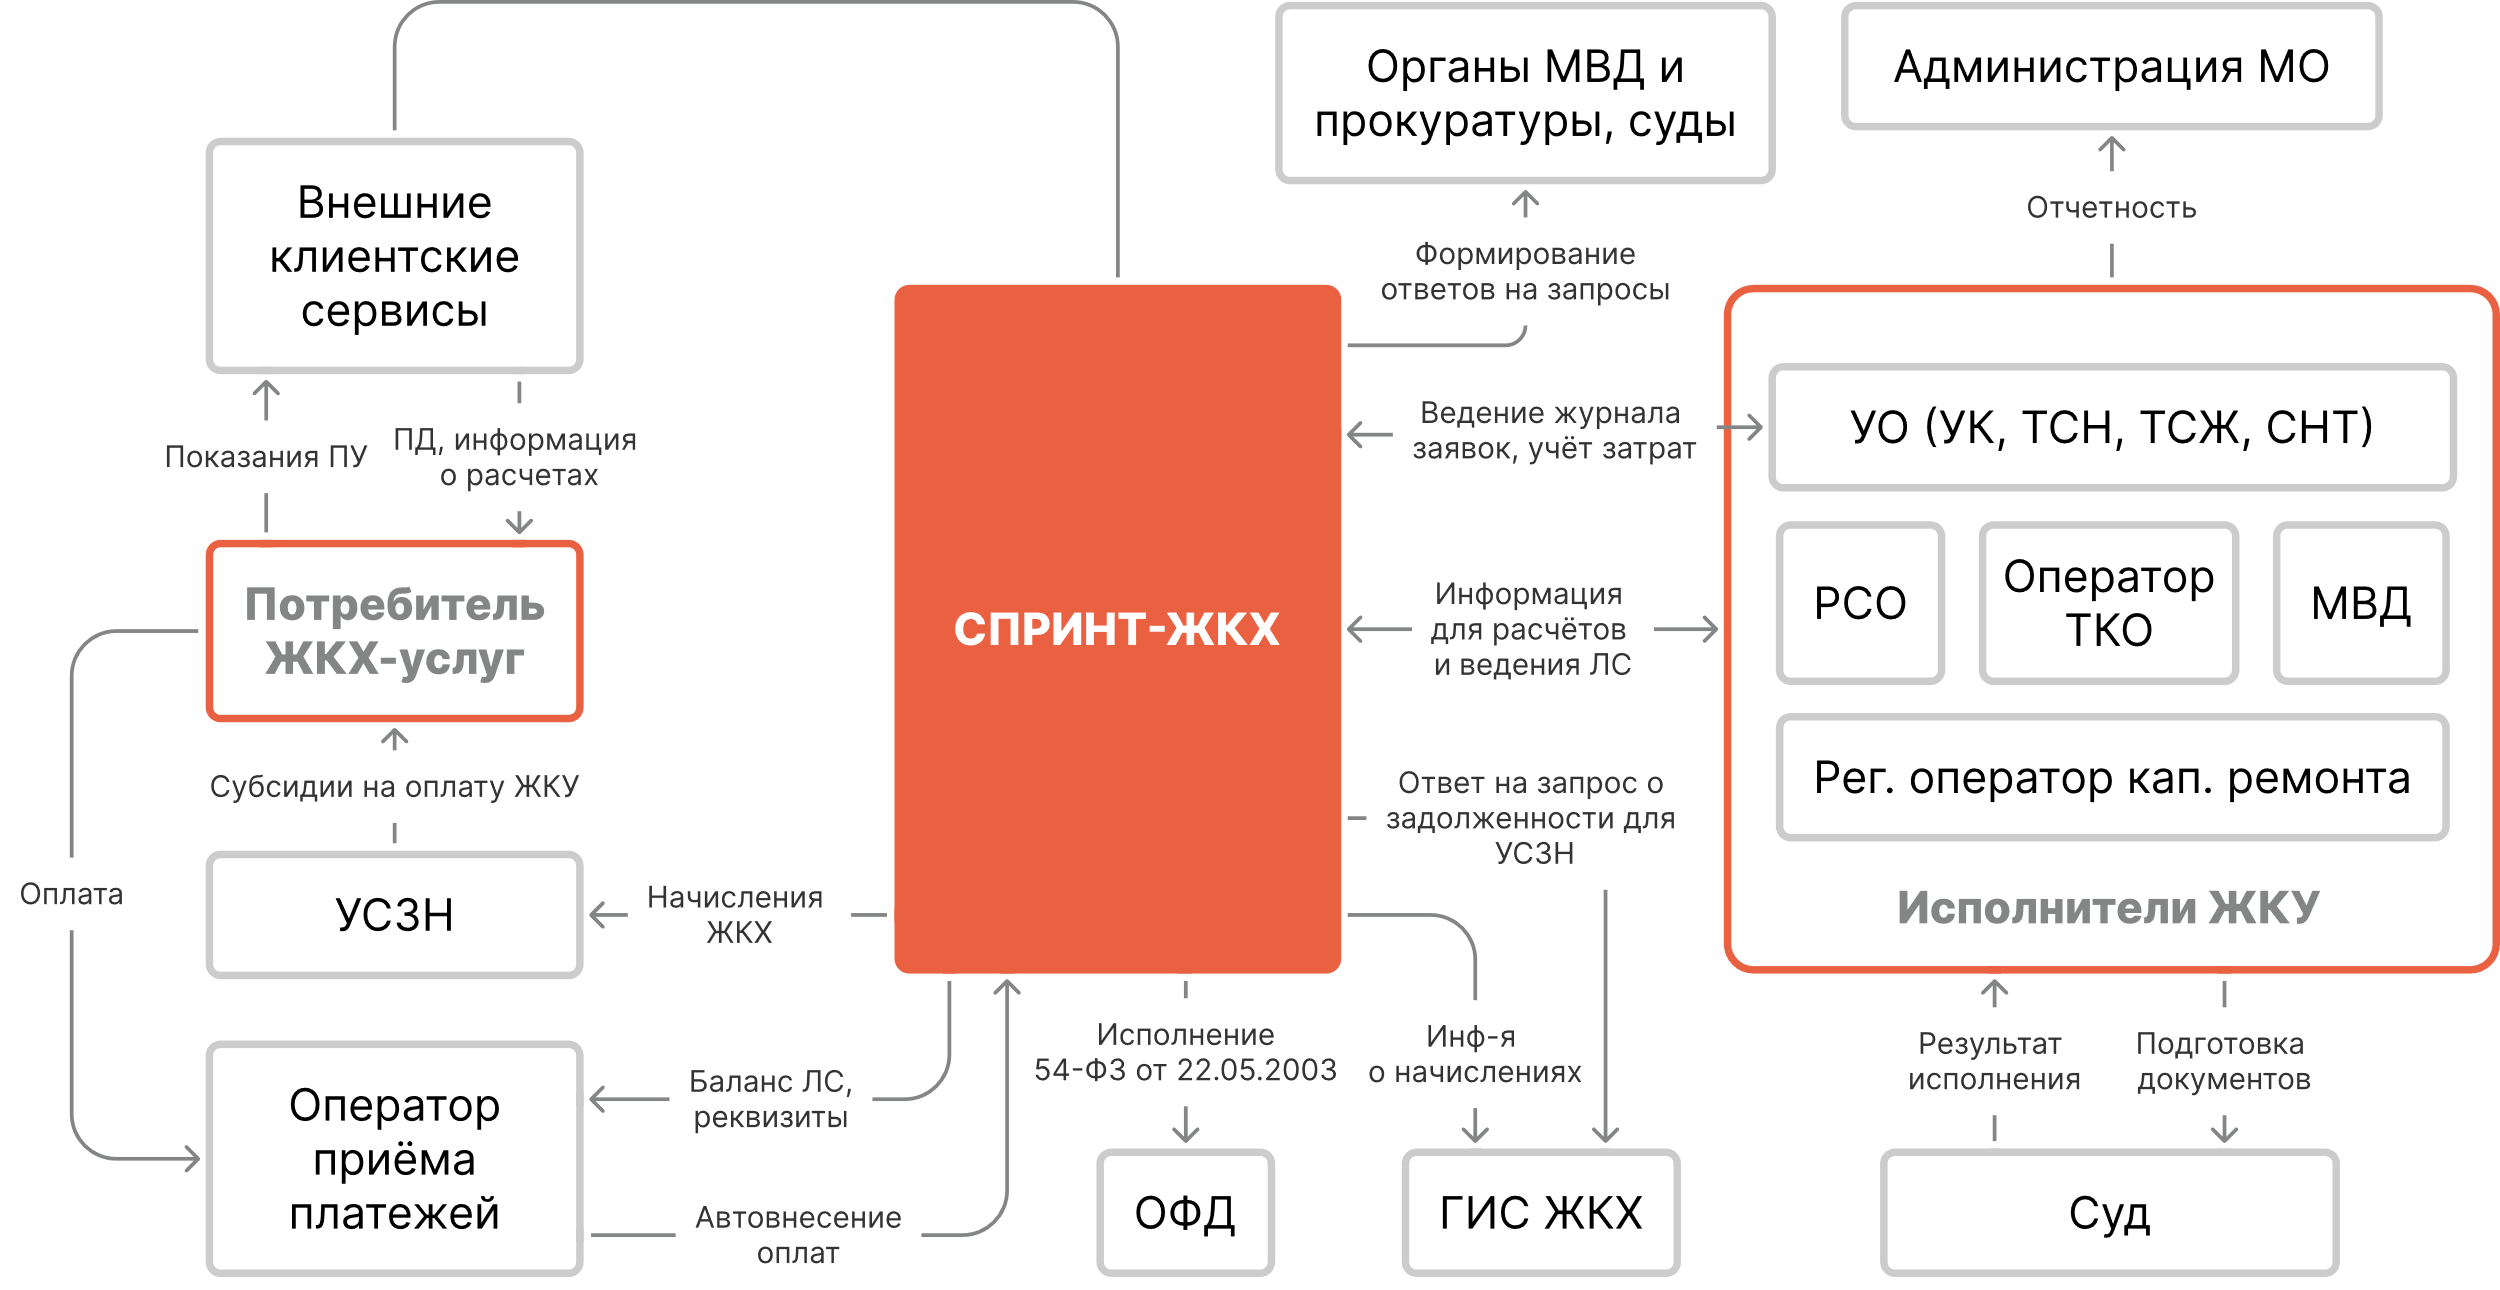 Органы МВД и
прокуратуры, суды
Администрация МО
Отчетность
Внешние
клиентские
сервисы
Формирование
ответов на запросы
Показания ПУ
ПД, информация
о расчетах
Ведение журнала
заявок, учёт затрат
УО (УК, ТСН, ТСЖ, СНТ)
Потребитель
ЖКХ-услуг
СПРИНТ-ЖКХ
Информация
для расчётов
и ведения ЛС
РСО
Оператор
ТКО
МВД
Субсидии на оплату ЖКУ
Ответ на запрос о
задолженности для
УСЗН
Рег. оператор кап. ремонта
Исполнители ЖКУ
Оплата
УСЗН
Начисления
ЖКХ
Баланс ЛС,
реквизиты
Исполнение
54-ФЗ от 22.05.2003
Инф-я
о начислениях
Результат
исполнения
Подготовка
документов
Оператор
приёма
платежей
Автовнесение
оплат
ОФД
ГИС ЖКХ
Суд